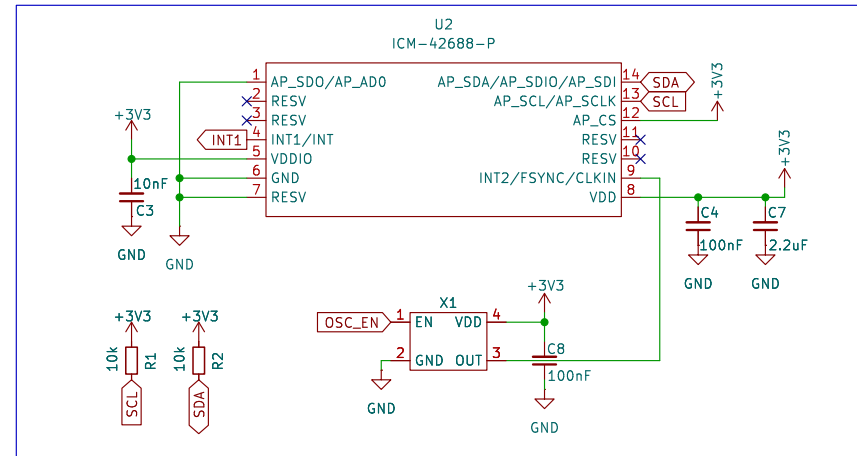 U2
ICM-42688-P
1 AP_SDO/AP_AD0 AP_SDA/AP_SDIO/AP_SDI 14 SDA
2 RESV AP_SCL/AP_SCLK 13 SCL
3 RESV AP_CS 12 +3V3
+3V3 INT1 4 INT1/INT RESV 11
5 VDDIO RESV 10
6 GND INT2/FSYNC/CLKIN 9
7 RESV VDD 8 +3V3
10nF
C3
GND
GND
C4
100nF
GND
C7
2.2uF
GND
X1
+3V3
OSC_EN 1 EN VDD 4
2 GND OUT 3
GND
C8
100nF
GND
+3V3
10k
R1
SCL
+3V3
10k
R2
SDA